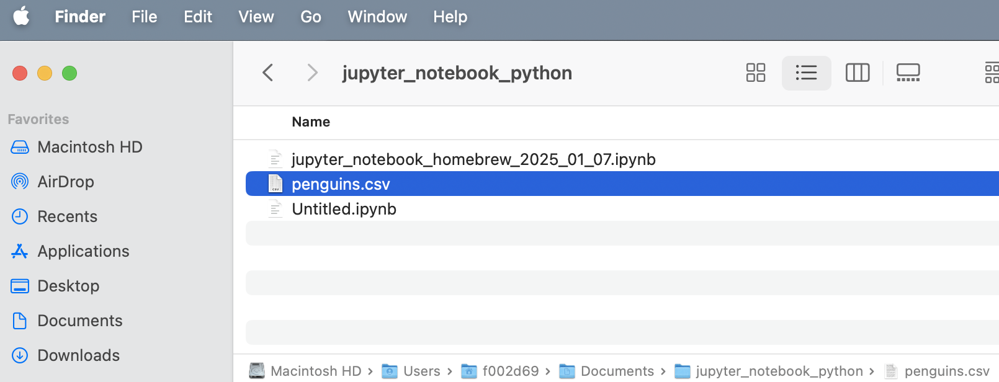 Finder File Edit View Go Window Help
jupyter_notebook_python
Favorites
Macintosh HD
AirDrop
Recents
Applications
Desktop
Documents
Downloads
Name
jupyter_notebook_homebrew_2025_01_07.ipynb
penguins.csv
Untitled.ipynb
Macintosh HD › Users › f002d69 › Documents › jupyter_notebook_python › penguins.csv